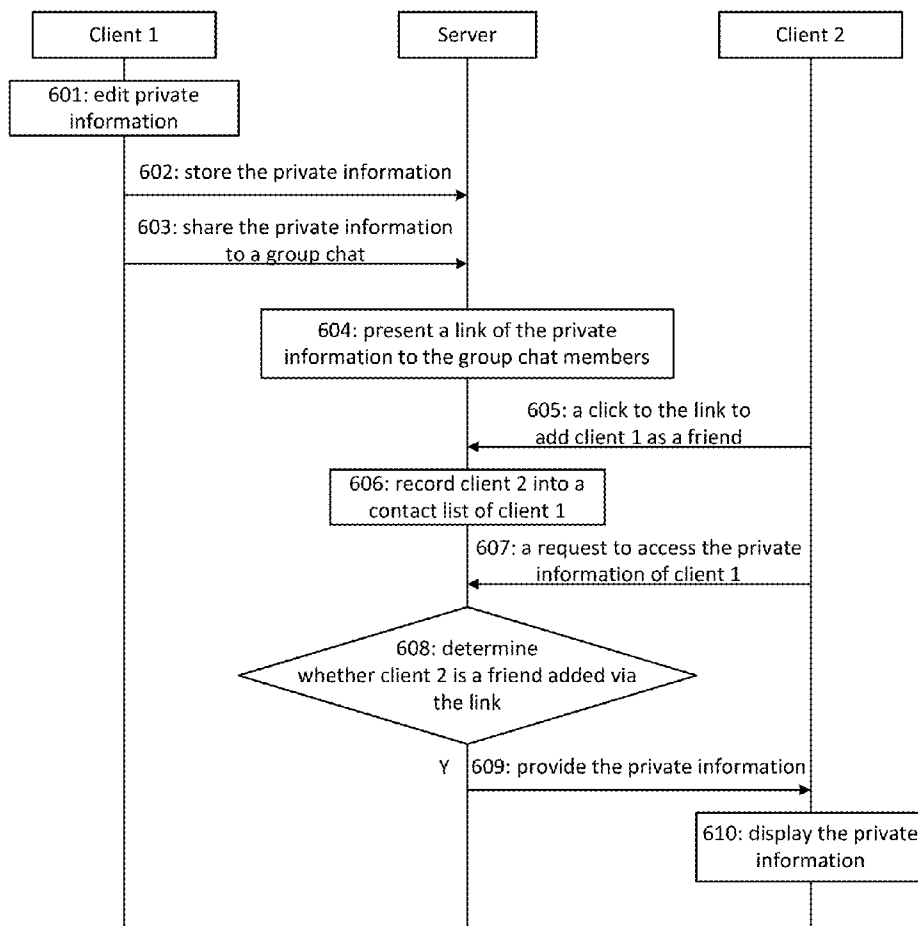 Client 1
Server
Client 2
601: edit private
information
602: store the private information
603: share the private information
to a group chat
604: present a link of the private
information to the group chat members
605: a click to the link to
add client 1 as a friend
606: record client 2 into a
contact list of client 1
607: a request to access the private
information of client 1
608: determine
whether client 2 is a friend added via
the link
Y
609: provide the private information
610: display the private
information